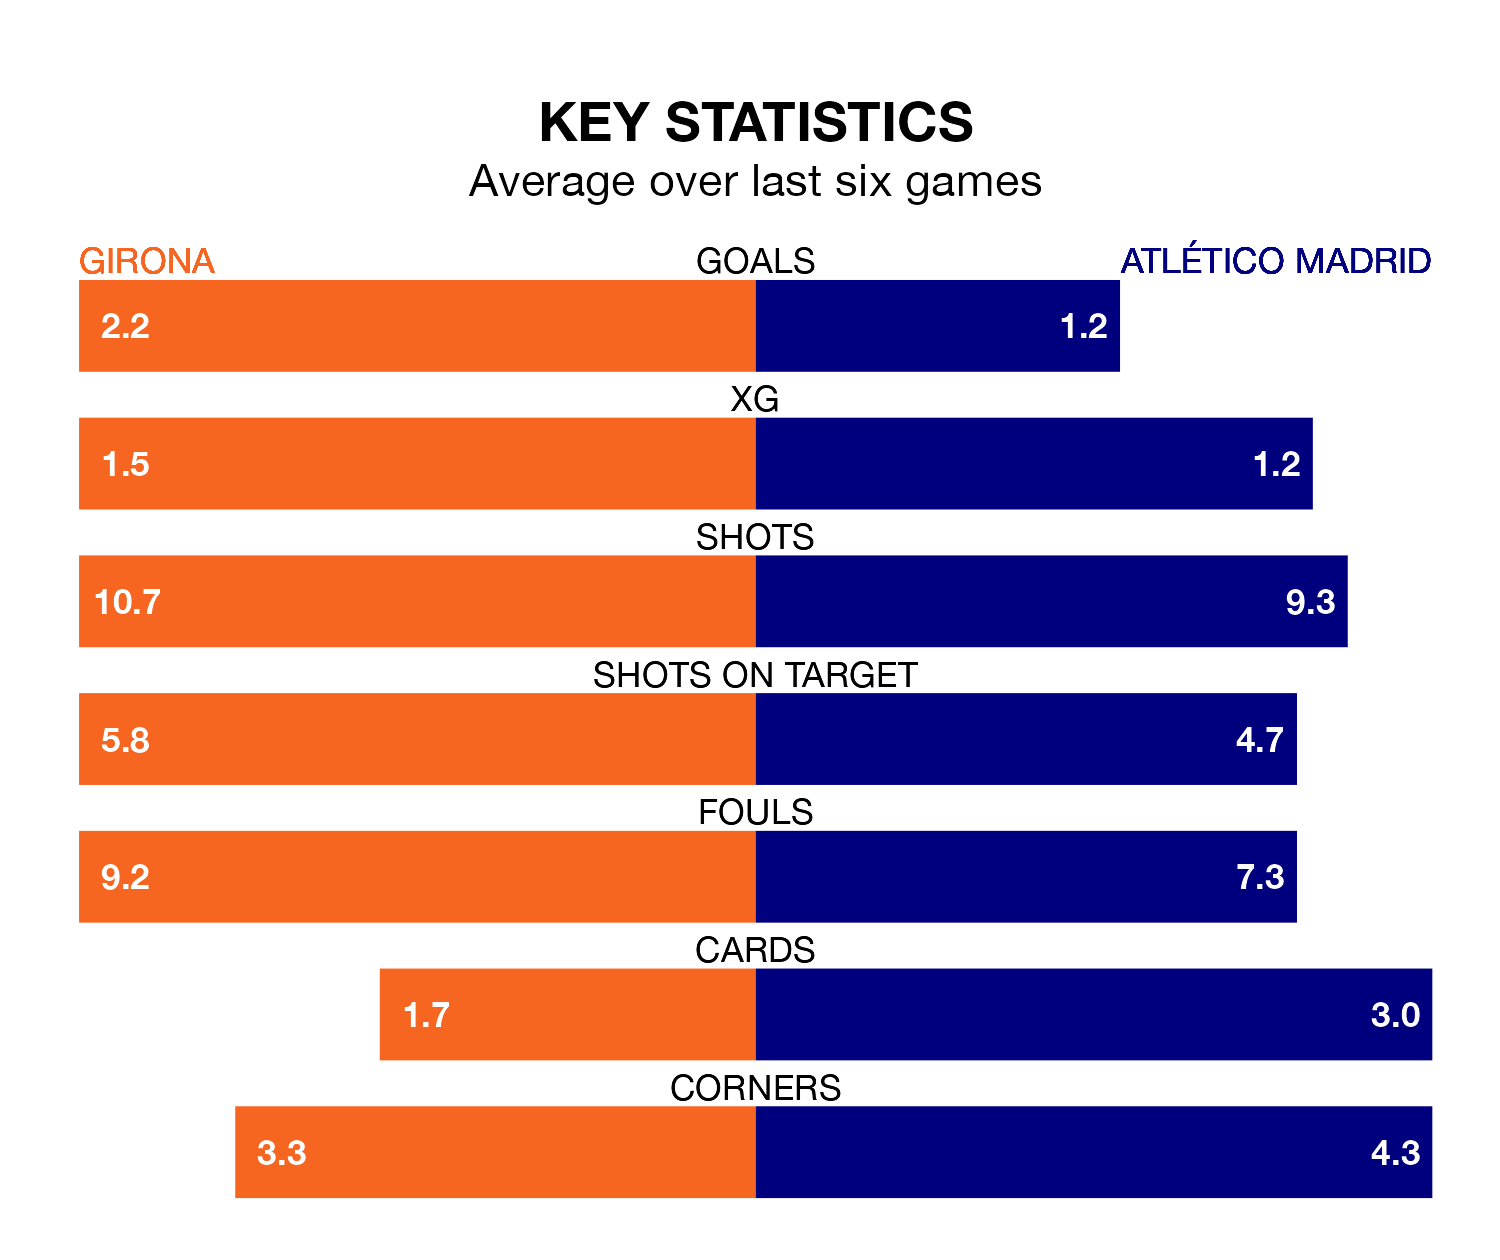 KEY STATISTICS
Average over last six games
GIRONA GOALS ATLÉTICO MADRID
2.2 1.2
XG
1.5 1.2
SHOTS
10.7 9.3
SHOTS ON TARGET
5.8 4.7
FOULS
9.2 7.3
CARDS
1.7 3.0
CORNERS
3.3 4.3